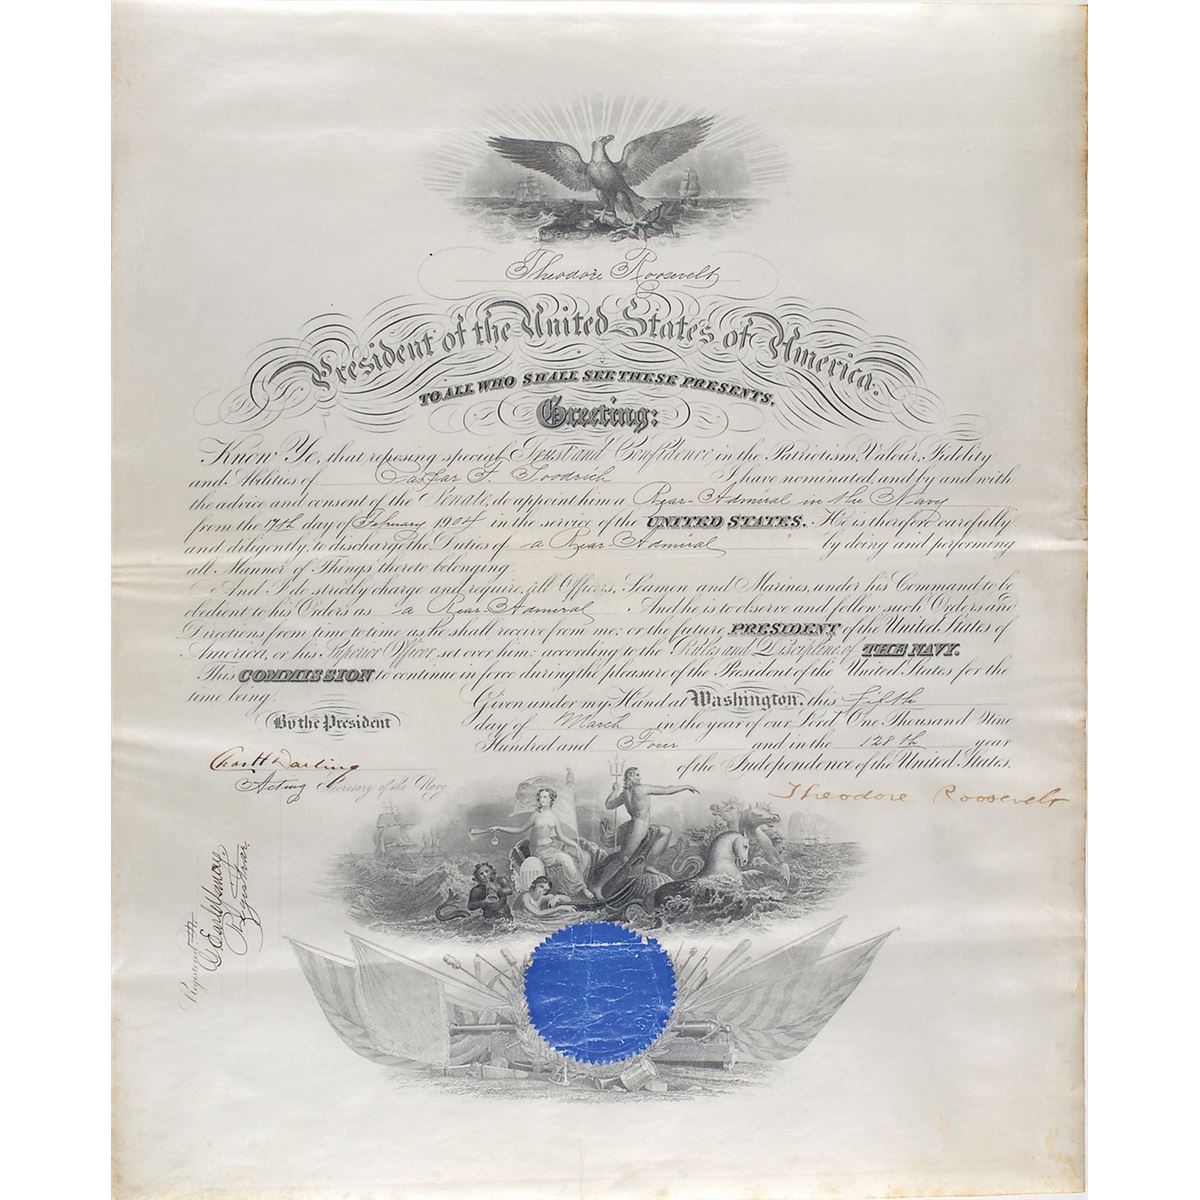 Theodore Roosevelt
President of the United States of America.
TO ALL WHO SHALL SEE THESE PRESENTS,
Greeting:
Know Ye, that reposing special Trust and Confidence in the Patriotism, Valour, Fidelity
and Abilities of Caspar F. Goodrich I have nominated, and by and with
the advice and consent of the Senate, do appoint him a Rear-Admiral in the Navy
from the 17th day of February 1904 in the service of the UNITED STATES. He is therefore carefully
and diligently, to discharge the Duties of a Rear Admiral by doing and performing
all Manner of Things thereto belonging.
And I do strictly charge and require, all Officers, Seamen and Marines, under his Command to be
obedient to his Orders as a Rear-Admiral And he is to observe and follow such Orders and
Directions from time to time as he shall receive from me; or the future PRESIDENT of the United States of
America, or his Superior Officer set over him; according to the Rules and Discipline of THE NAVY.
This COMMISSION to continue in force during the pleasure of the President of the United States for the
time being.
Given under my Hand at Washington, this fifth
day of March in the year of our Lord One Thousand Nine
Hundred and Four and in the 128th year
of the Independence of the United States.
By the President
Chas H Darling
Acting Secretary of the Navy.
Theodore Roosevelt
Registered
Registrar.